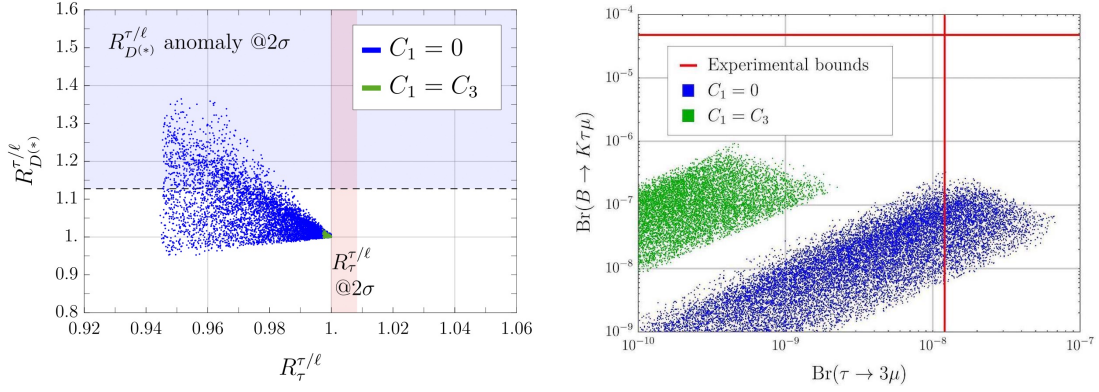 1.6
1.5
1.4
1.3
1.2
1.1
1.
0.9
0.8
R_{D^{(*)}}^{τ/ℓ}
R_{D^{(*)}}^{τ/ℓ} anomaly @2σ
C_1 = 0
C_1 = C_3
R_τ^{τ/ℓ}
@2σ
0.92 0.94 0.96 0.98 1. 1.02 1.04 1.06
R_τ^{τ/ℓ}
10^{-4}
10^{-5}
10^{-6}
10^{-7}
10^{-8}
10^{-9}
Br(B → Kτμ)
Experimental bounds
C_1 = 0
C_1 = C_3
10^{-10} 10^{-9} 10^{-8} 10^{-7}
Br(τ → 3μ)